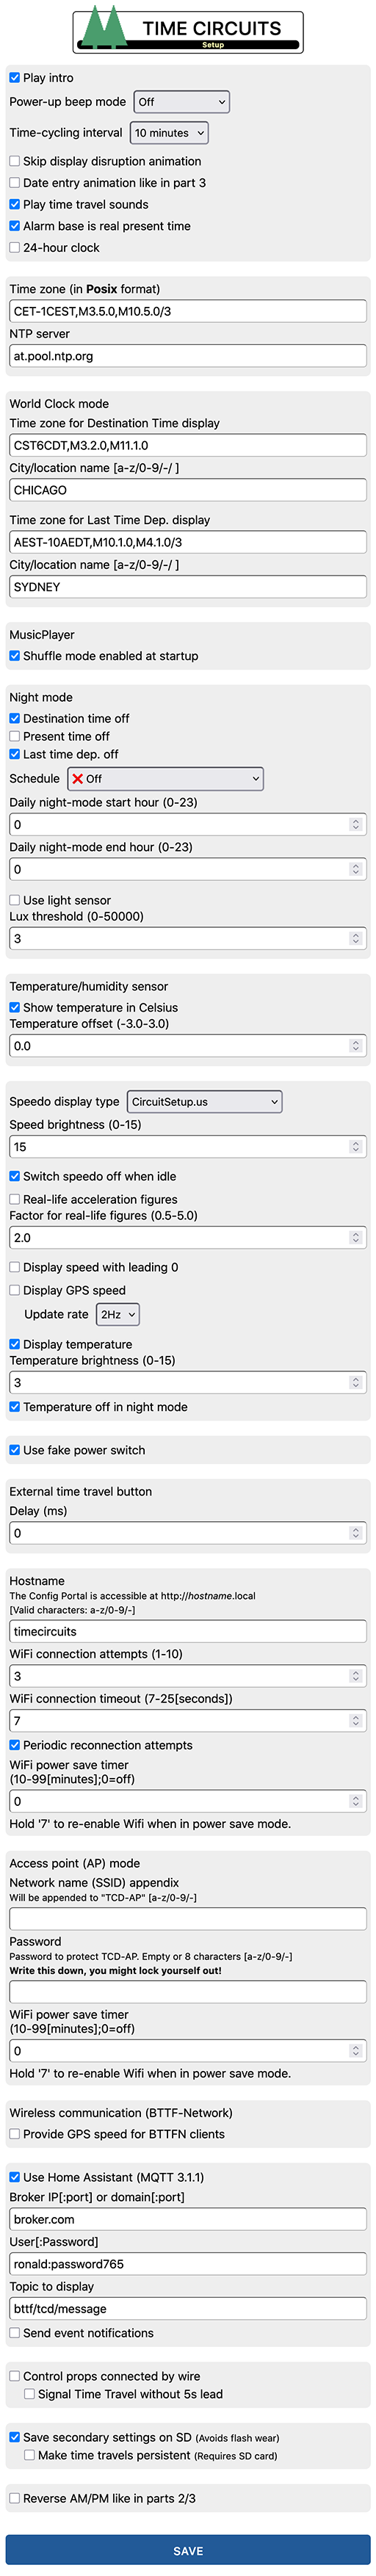 TIME CIRCUITS
Setup
Play intro
Power-up beep mode Off
Time-cycling interval 10 minutes
Skip display disruption animation
Date entry animation like in part 3
Play time travel sounds
Alarm base is real present time
24-hour clock
Time zone (in Posix format)
CET-1CEST,M3.5.0,M10.5.0/3
NTP server
at.pool.ntp.org
World Clock mode
Time zone for Destination Time display
CST6CDT,M3.2.0,M11.1.0
City/location name [a-z/0-9/-/ ]
CHICAGO
Time zone for Last Time Dep. display
AEST-10AEDT,M10.1.0,M4.1.0/3
City/location name [a-z/0-9/-/ ]
SYDNEY
MusicPlayer
Shuffle mode enabled at startup
Night mode
Destination time off
Present time off
Last time dep. off
Schedule ❌ Off
Daily night-mode start hour (0-23)
0
Daily night-mode end hour (0-23)
0
Use light sensor
Lux threshold (0-50000)
3
Temperature/humidity sensor
Show temperature in Celsius
Temperature offset (-3.0-3.0)
0.0
Speedo display type CircuitSetup.us
Speed brightness (0-15)
15
Switch speedo off when idle
Real-life acceleration figures
Factor for real-life figures (0.5-5.0)
2.0
Display speed with leading 0
Display GPS speed
Update rate 2Hz
Display temperature
Temperature brightness (0-15)
3
Temperature off in night mode
Use fake power switch
External time travel button
Delay (ms)
0
Hostname
The Config Portal is accessible at http://hostname.local
[Valid characters: a-z/0-9/-]
timecircuits
WiFi connection attempts (1-10)
3
WiFi connection timeout (7-25[seconds])
7
Periodic reconnection attempts
WiFi power save timer
(10-99[minutes];0=off)
0
Hold '7' to re-enable Wifi when in power save mode.
Access point (AP) mode
Network name (SSID) appendix
Will be appended to "TCD-AP" [a-z/0-9/-]
Password
Password to protect TCD-AP. Empty or 8 characters [a-z/0-9/-]
Write this down, you might lock yourself out!
WiFi power save timer
(10-99[minutes];0=off)
0
Hold '7' to re-enable Wifi when in power save mode.
Wireless communication (BTTF-Network)
Provide GPS speed for BTTFN clients
Use Home Assistant (MQTT 3.1.1)
Broker IP[:port] or domain[:port]
broker.com
User[:Password]
ronald:password765
Topic to display
bttf/tcd/message
Send event notifications
Control props connected by wire
Signal Time Travel without 5s lead
Save secondary settings on SD (Avoids flash wear)
Make time travels persistent (Requires SD card)
Reverse AM/PM like in parts 2/3
SAVE